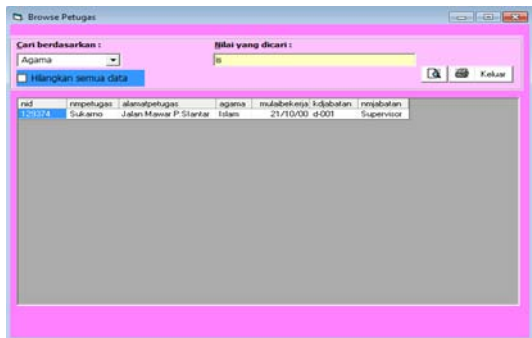 Browse Petugas
Cari berdasarkan : Nilai yang dicari :
Agama is
Hilangkan semua data Keluar
nid nmpetugas alamatpetugas agama mulaibekerja kdjabatan nmjabatan
129374 Sukarno Jalan Mawar P.SIantar Islam 21/10/00 d-001 Supervisor